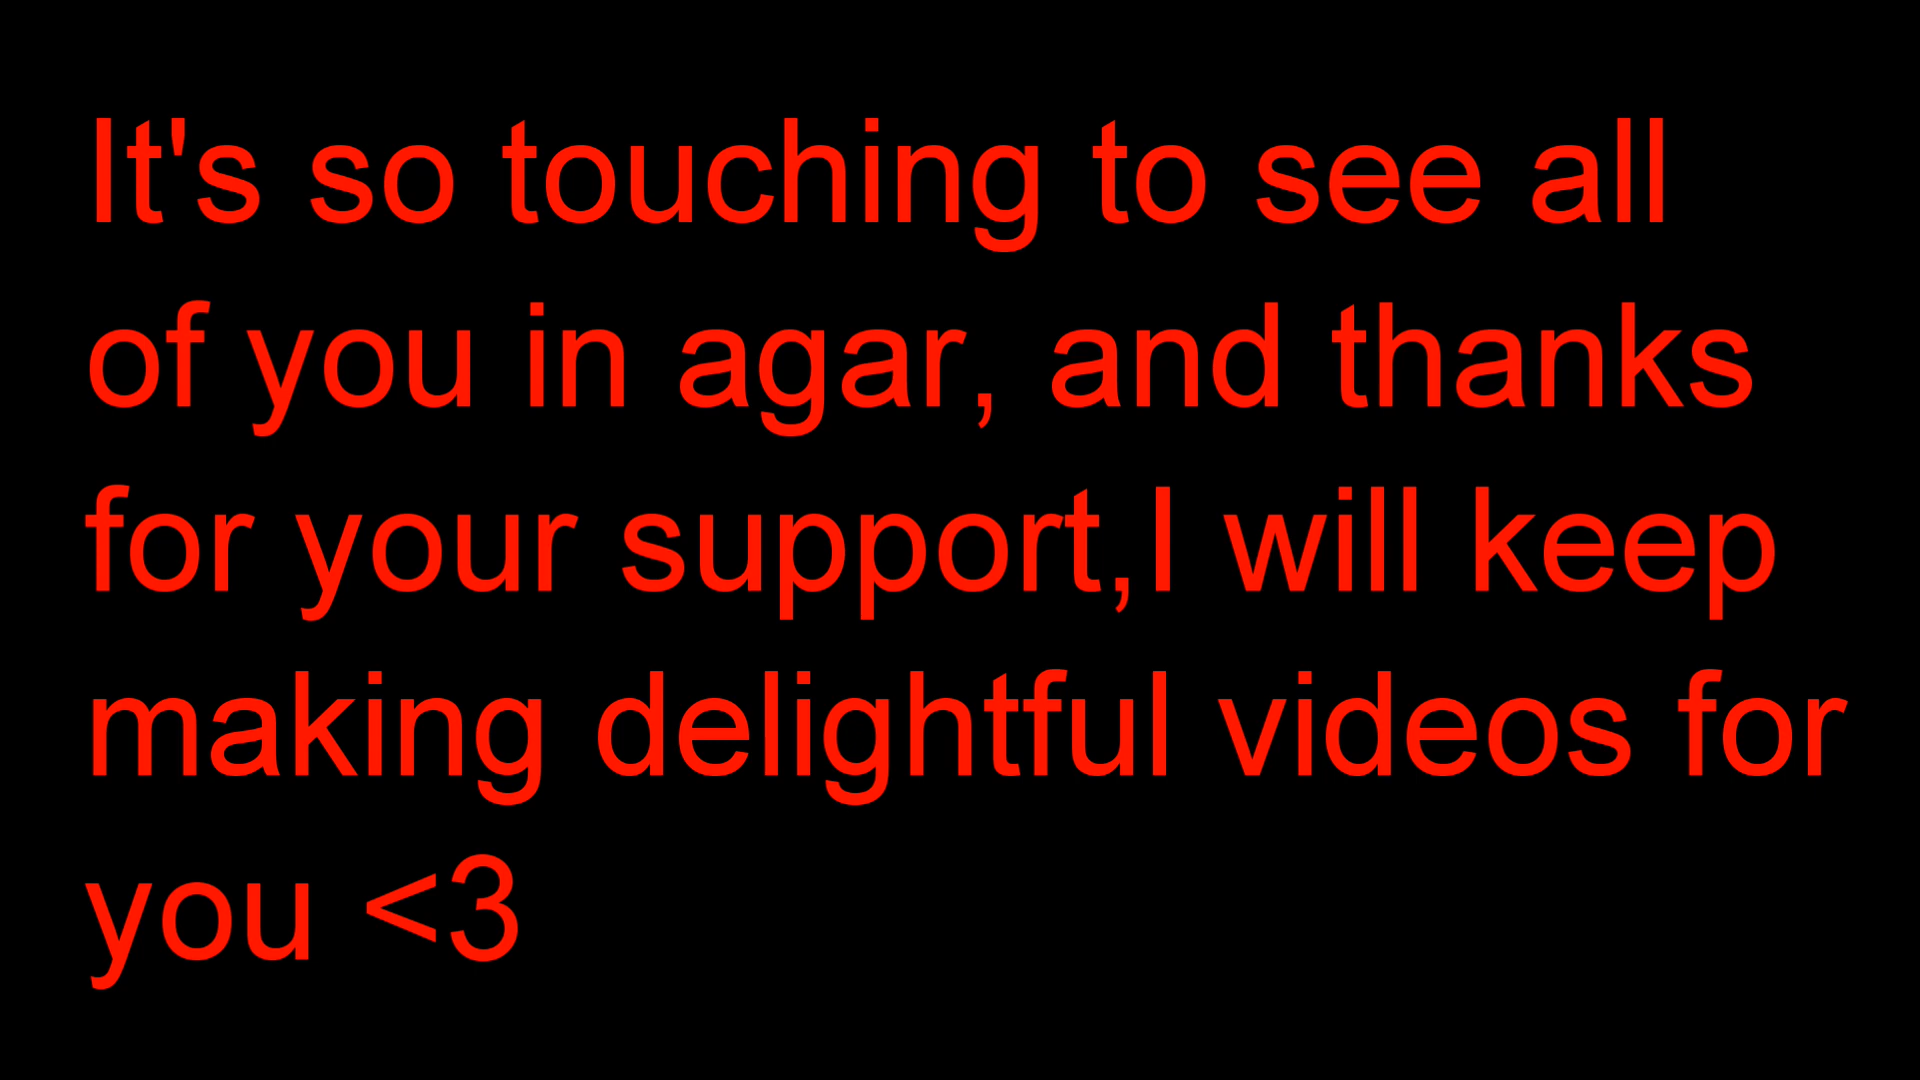 It's so touching to see all
of you in agar, and thanks
for your support,I will keep
making delightful videos for
you <3